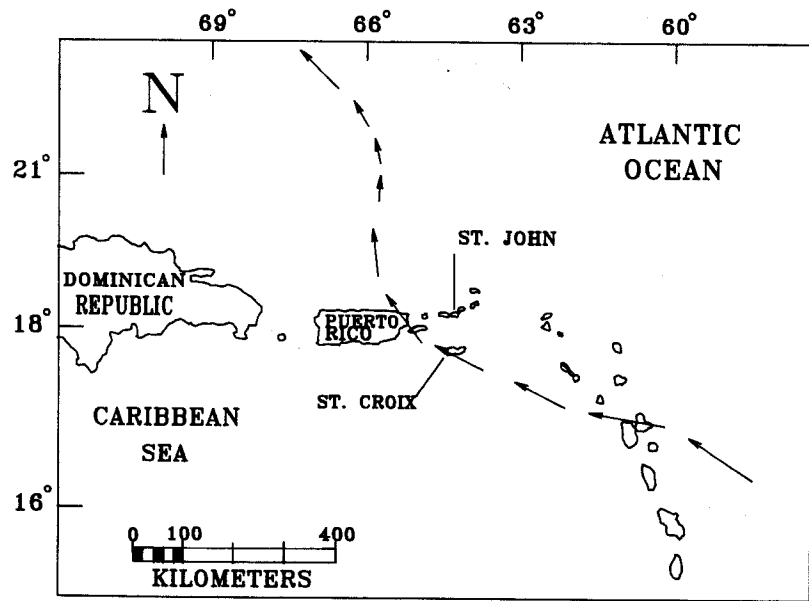 69° 66° 63° 60°
N
ATLANTIC
OCEAN
21°
ST. JOHN
DOMINICAN
REPUBLIC
PUERTO
RICO
18°
ST. CROIX
CARIBBEAN
SEA
16°
0 100 400
KILOMETERS